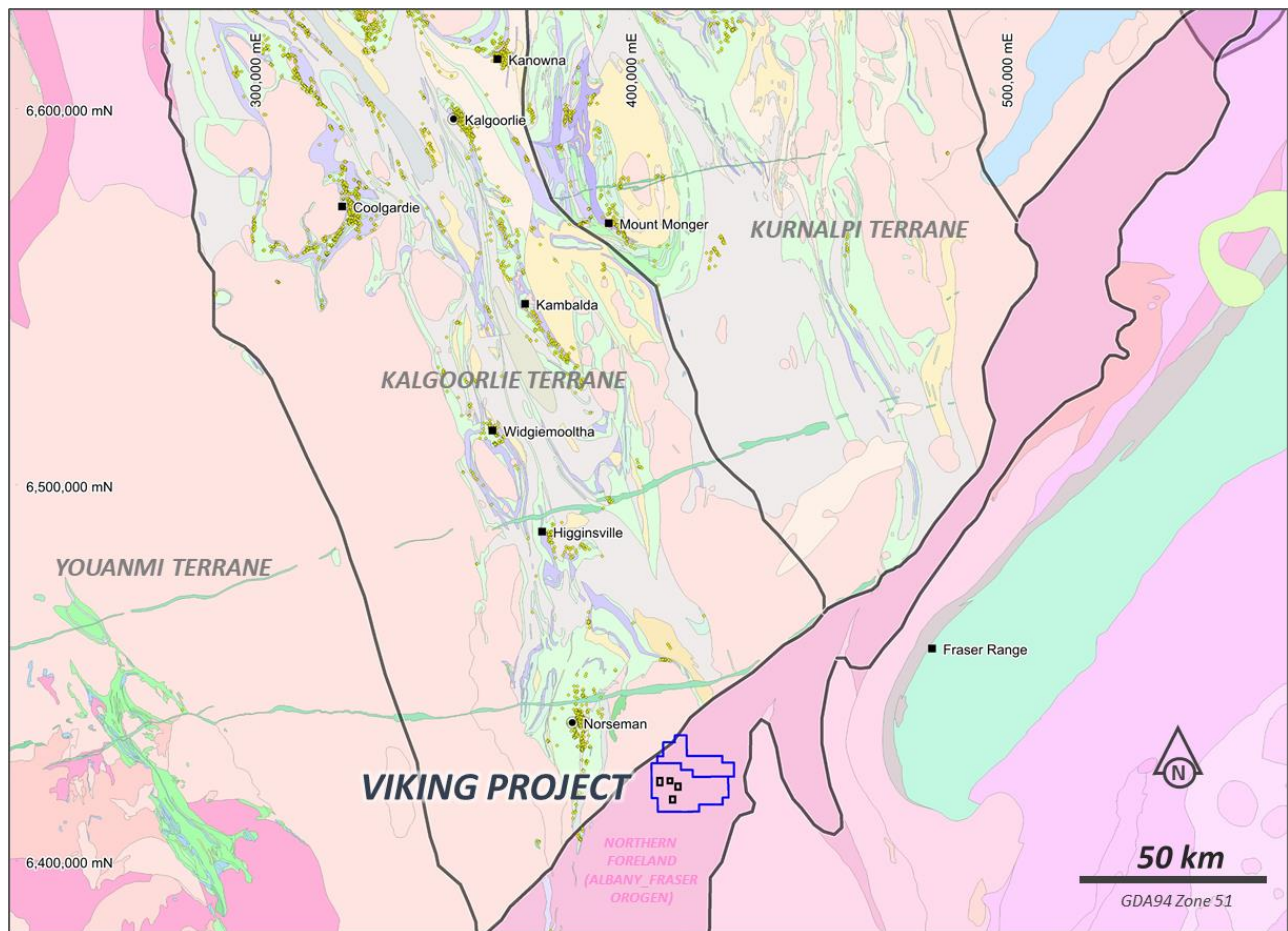 300,000 mE
400,000 mE
500,000 mE
Kanowna
6,600,000 mN
Kalgoorlie
Coolgardie
Mount Monger
KURNALPI TERRANE
Kambalda
KALGOORLIE TERRANE
Widgiemooltha
6,500,000 mN
Higginsville
YOUANMI TERRANE
Fraser Range
Norseman
VIKING PROJECT
N
NORTHERN
FORELAND
(ALBANY_FRASER
OROGEN)
6,400,000 mN
50 km
GDA94 Zone 51